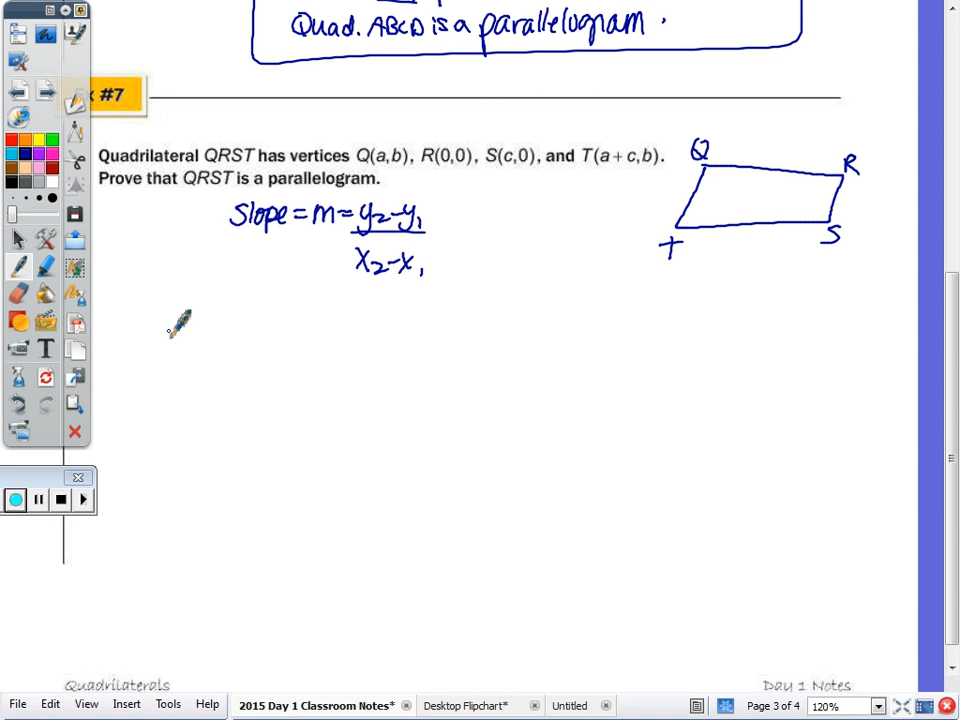 Quad. ABCD is a parallelogram.
x #7
Quadrilateral QRST has vertices Q(a,b), R(0,0), S(c,0), and T(a + c,b).
Prove that QRST is a parallelogram.
Q
R
T
S
Slope = m = y2 - y1
x2 - x1
Quadrilaterals
Day 1 Notes
File Edit View Insert Tools Help
2015 Day 1 Classroom Notes*
Desktop Flipchart*
Untitled
Page 3 of 4
120%